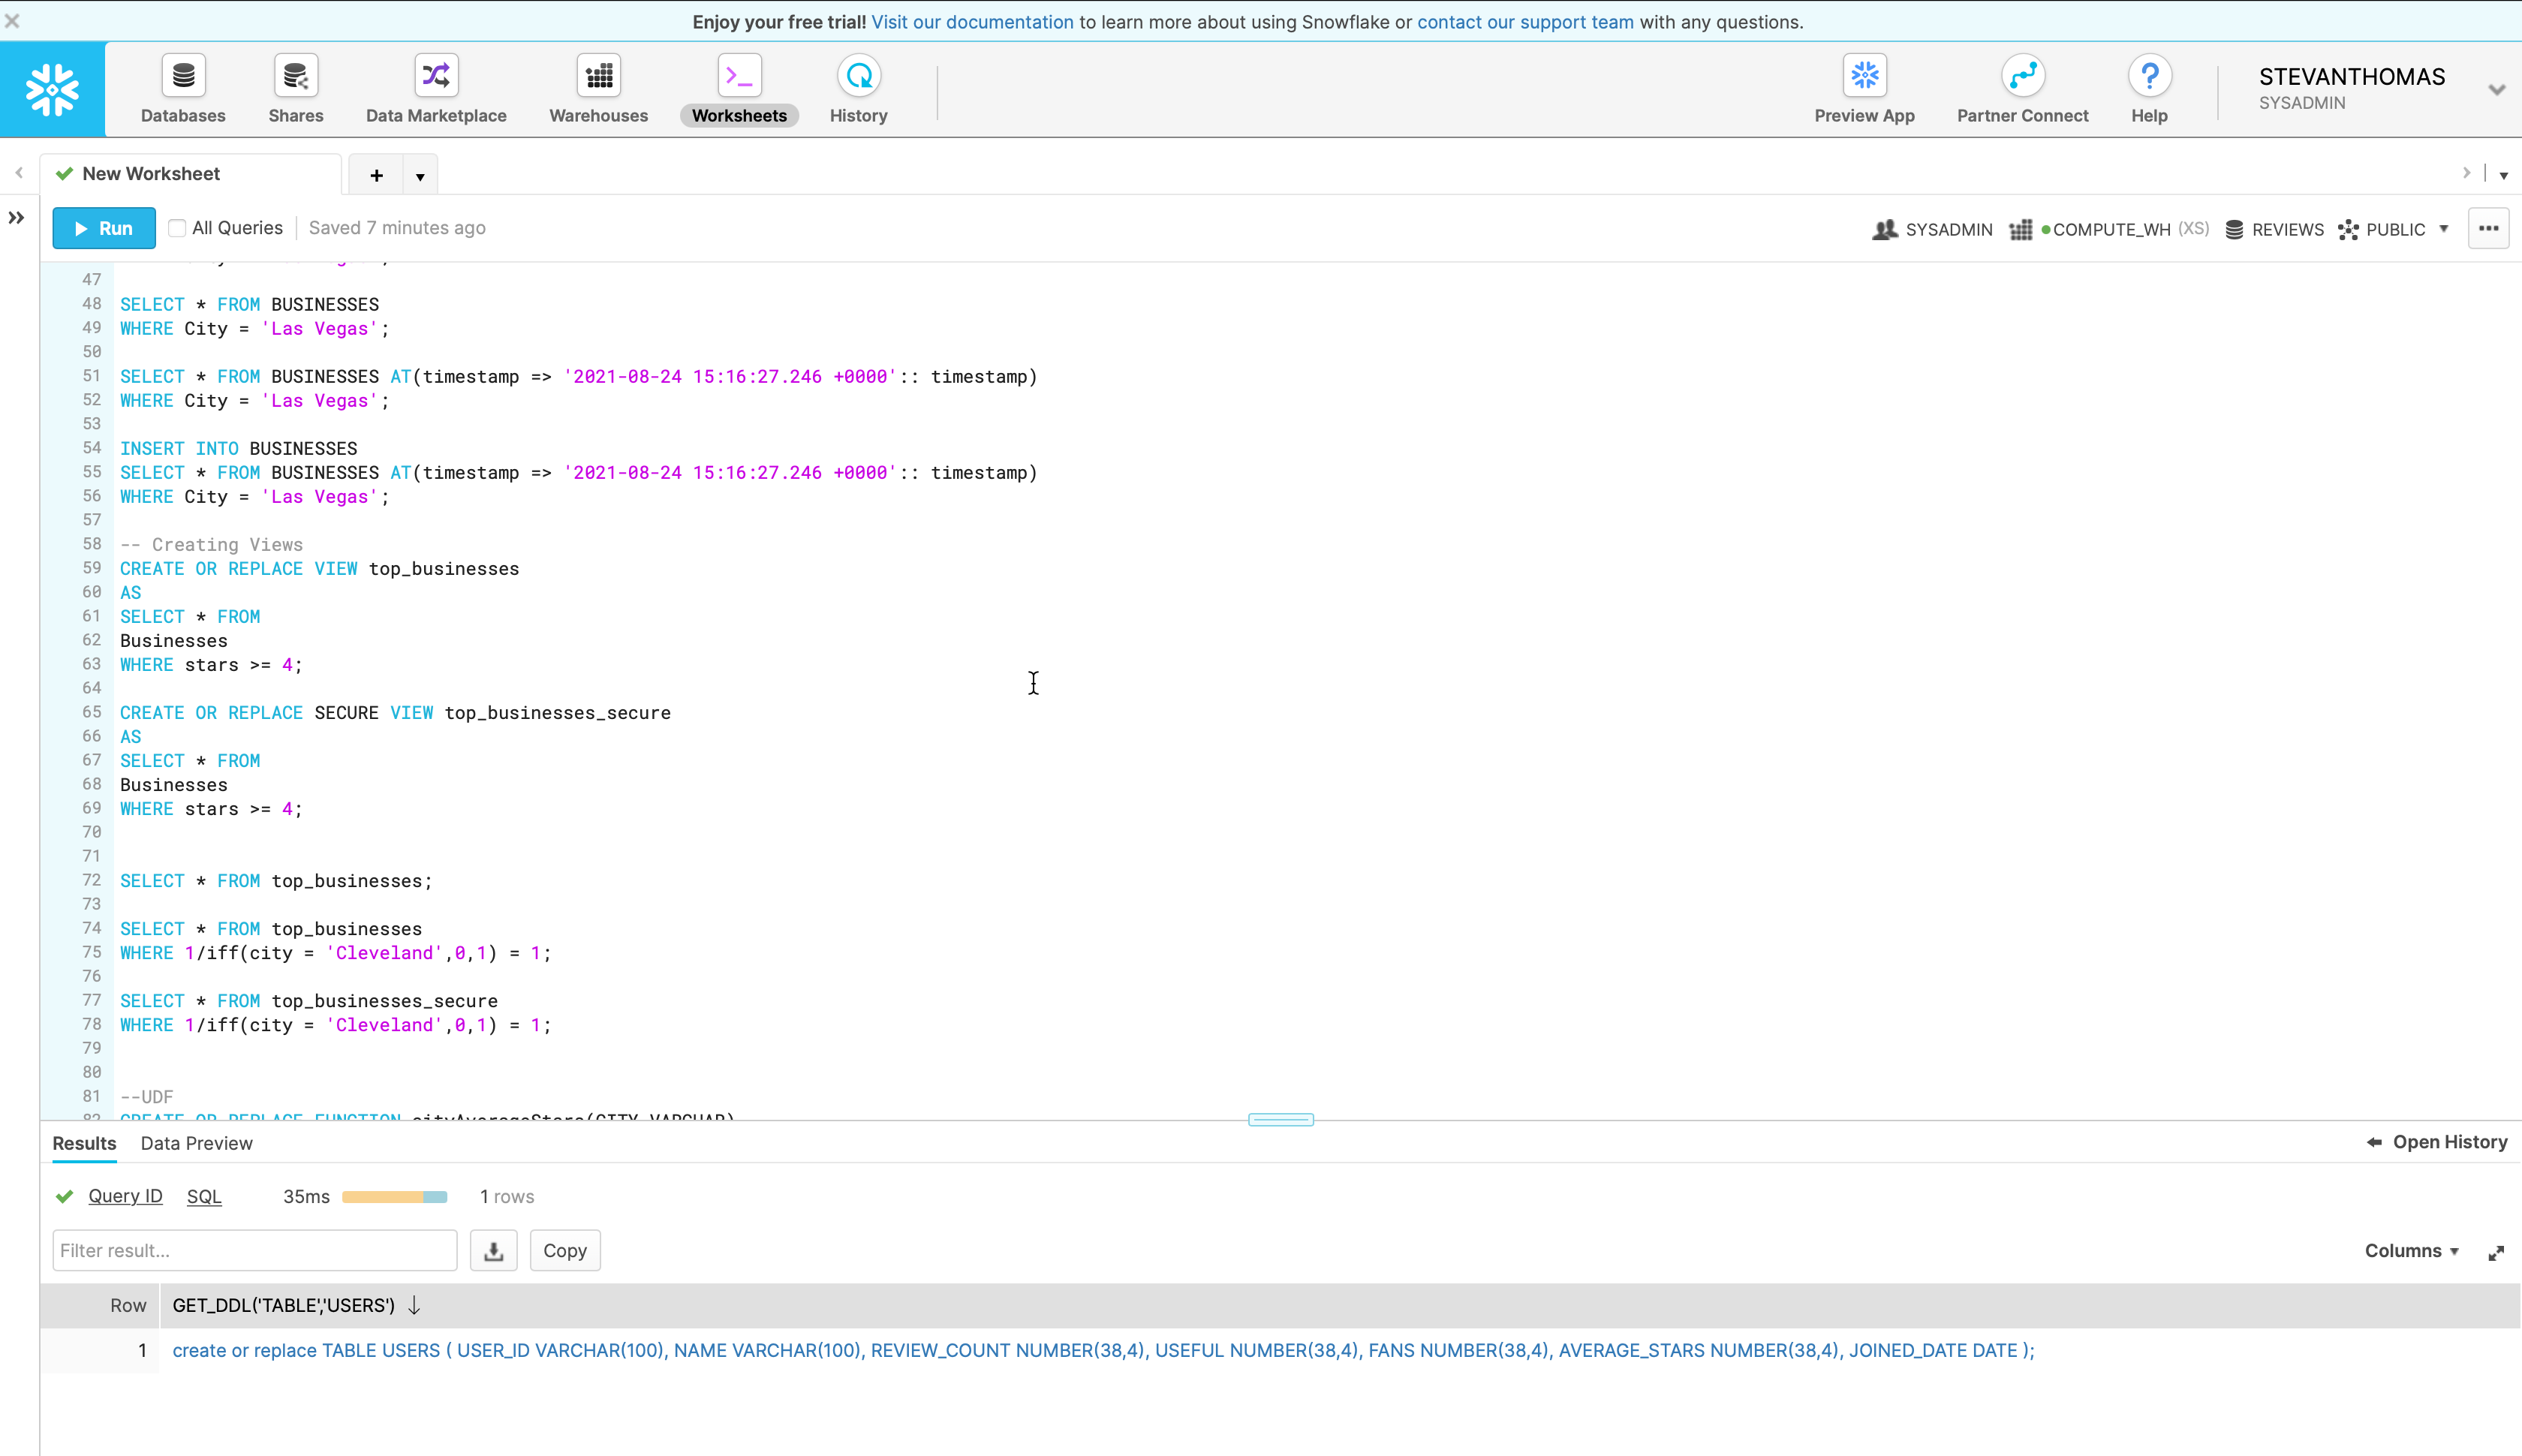 Enjoy your free trial! Visit our documentation to learn more about using Snowflake or contact our support team with any questions.
Databases
Shares
Data Marketplace
Warehouses
Worksheets
History
Preview App
Partner Connect
Help
STEVANTHOMAS
SYSADMIN
New Worksheet
+
Run
All Queries
Saved 7 minutes ago
SYSADMIN
COMPUTE_WH (XS)
REVIEWS
PUBLIC
47
48 SELECT * FROM BUSINESSES
49 WHERE City = 'Las Vegas';
50
51 SELECT * FROM BUSINESSES AT(timestamp => '2021-08-24 15:16:27.246 +0000':: timestamp)
52 WHERE City = 'Las Vegas';
53
54 INSERT INTO BUSINESSES
55 SELECT * FROM BUSINESSES AT(timestamp => '2021-08-24 15:16:27.246 +0000':: timestamp)
56 WHERE City = 'Las Vegas';
57
58 -- Creating Views
59 CREATE OR REPLACE VIEW top_businesses
60 AS
61 SELECT * FROM
62 Businesses
63 WHERE stars >= 4;
64
65 CREATE OR REPLACE SECURE VIEW top_businesses_secure
66 AS
67 SELECT * FROM
68 Businesses
69 WHERE stars >= 4;
70
71
72 SELECT * FROM top_businesses;
73
74 SELECT * FROM top_businesses
75 WHERE 1/iff(city = 'Cleveland',0,1) = 1;
76
77 SELECT * FROM top_businesses_secure
78 WHERE 1/iff(city = 'Cleveland',0,1) = 1;
79
80
81 --UDF
82 CREATE OR REPLACE FUNCTION cityAverageStars(CITY VARCHAR)
Results
Data Preview
Open History
Query ID
SQL
35ms
1 rows
Filter result...
Copy
Columns
Row GET_DDL('TABLE','USERS')
1 create or replace TABLE USERS ( USER_ID VARCHAR(100), NAME VARCHAR(100), REVIEW_COUNT NUMBER(38,4), USEFUL NUMBER(38,4), FANS NUMBER(38,4), AVERAGE_STARS NUMBER(38,4), JOINED_DATE DATE );